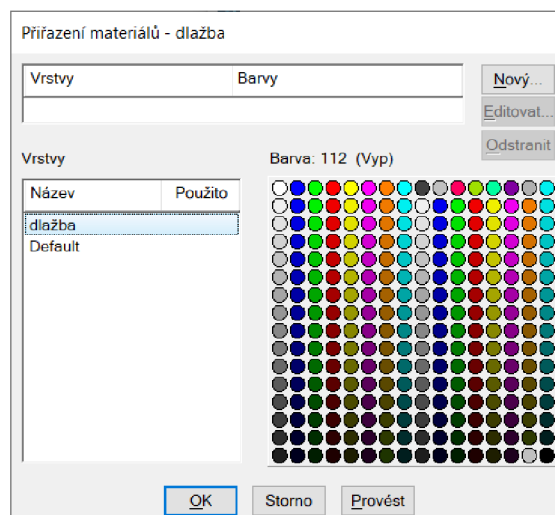 Přiřazení materiálů - dlažba
Vrstvy Barvy
Nový...
Editovat...
Odstranit
Vrstvy
Barva: 112 (Vyp)
Název Použito
dlažba
Default
OK Storno Provést